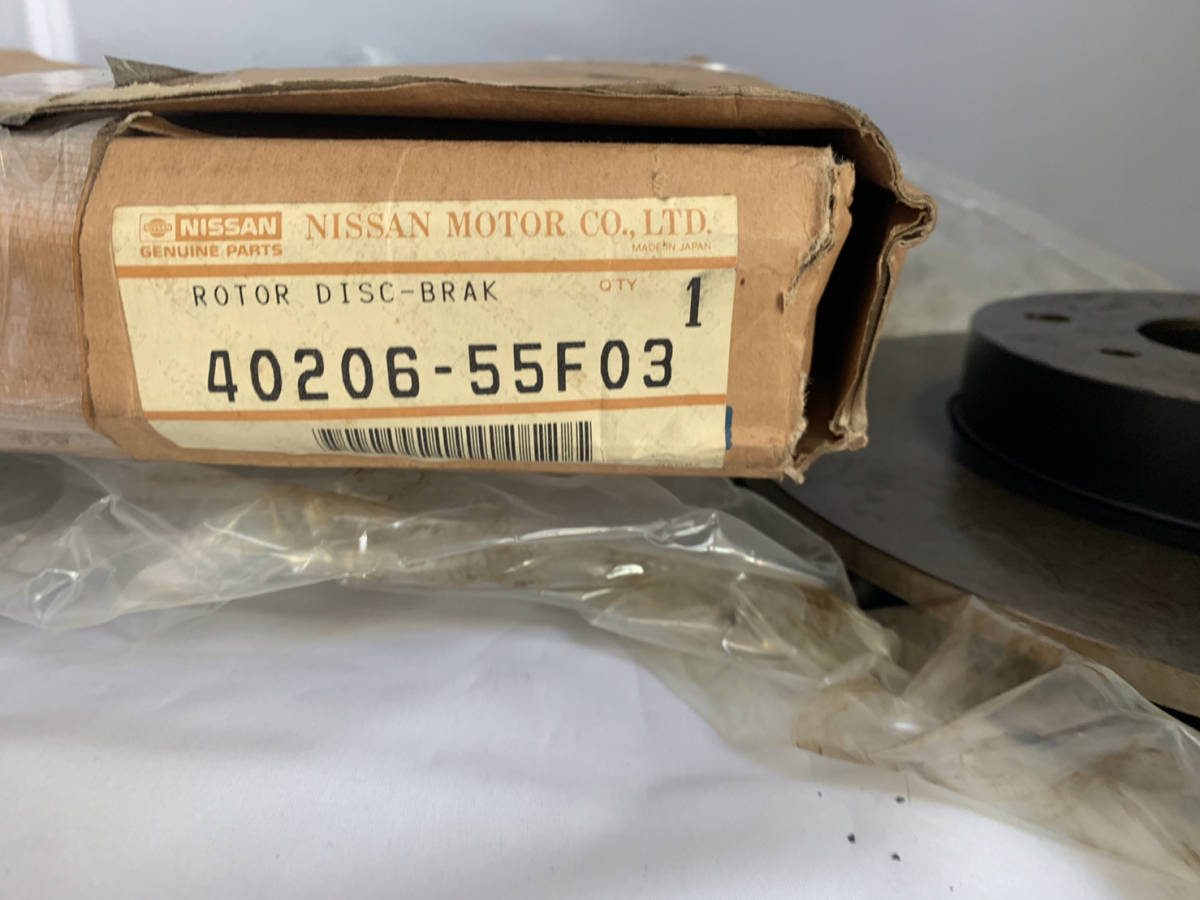 NISSAN NISSAN MOTOR CO., LTD.
GENUINE PARTS MADE IN JAPAN
ROTOR DISC-BRAK QTY 1
40206-55F03